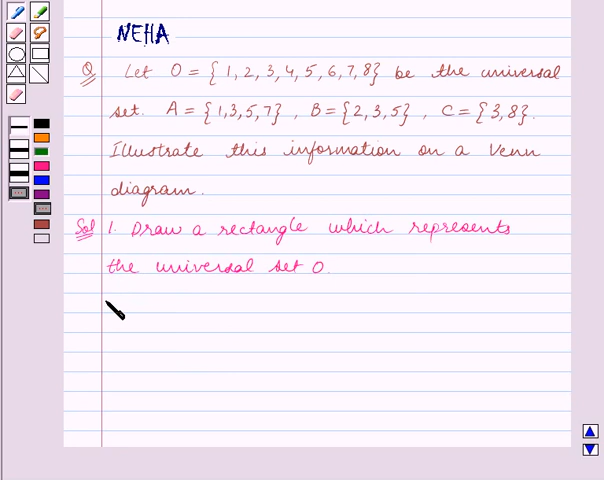 NEHA
Q Let O = { 1, 2, 3, 4, 5, 6, 7, 8} be the universal
set. A = {1,3,5,7} , B = {2,3,5} , C = {3,8}.
Illustrate this information on a Venn
diagram.
Sol 1. Draw a rectangle which represents
the universal set O.